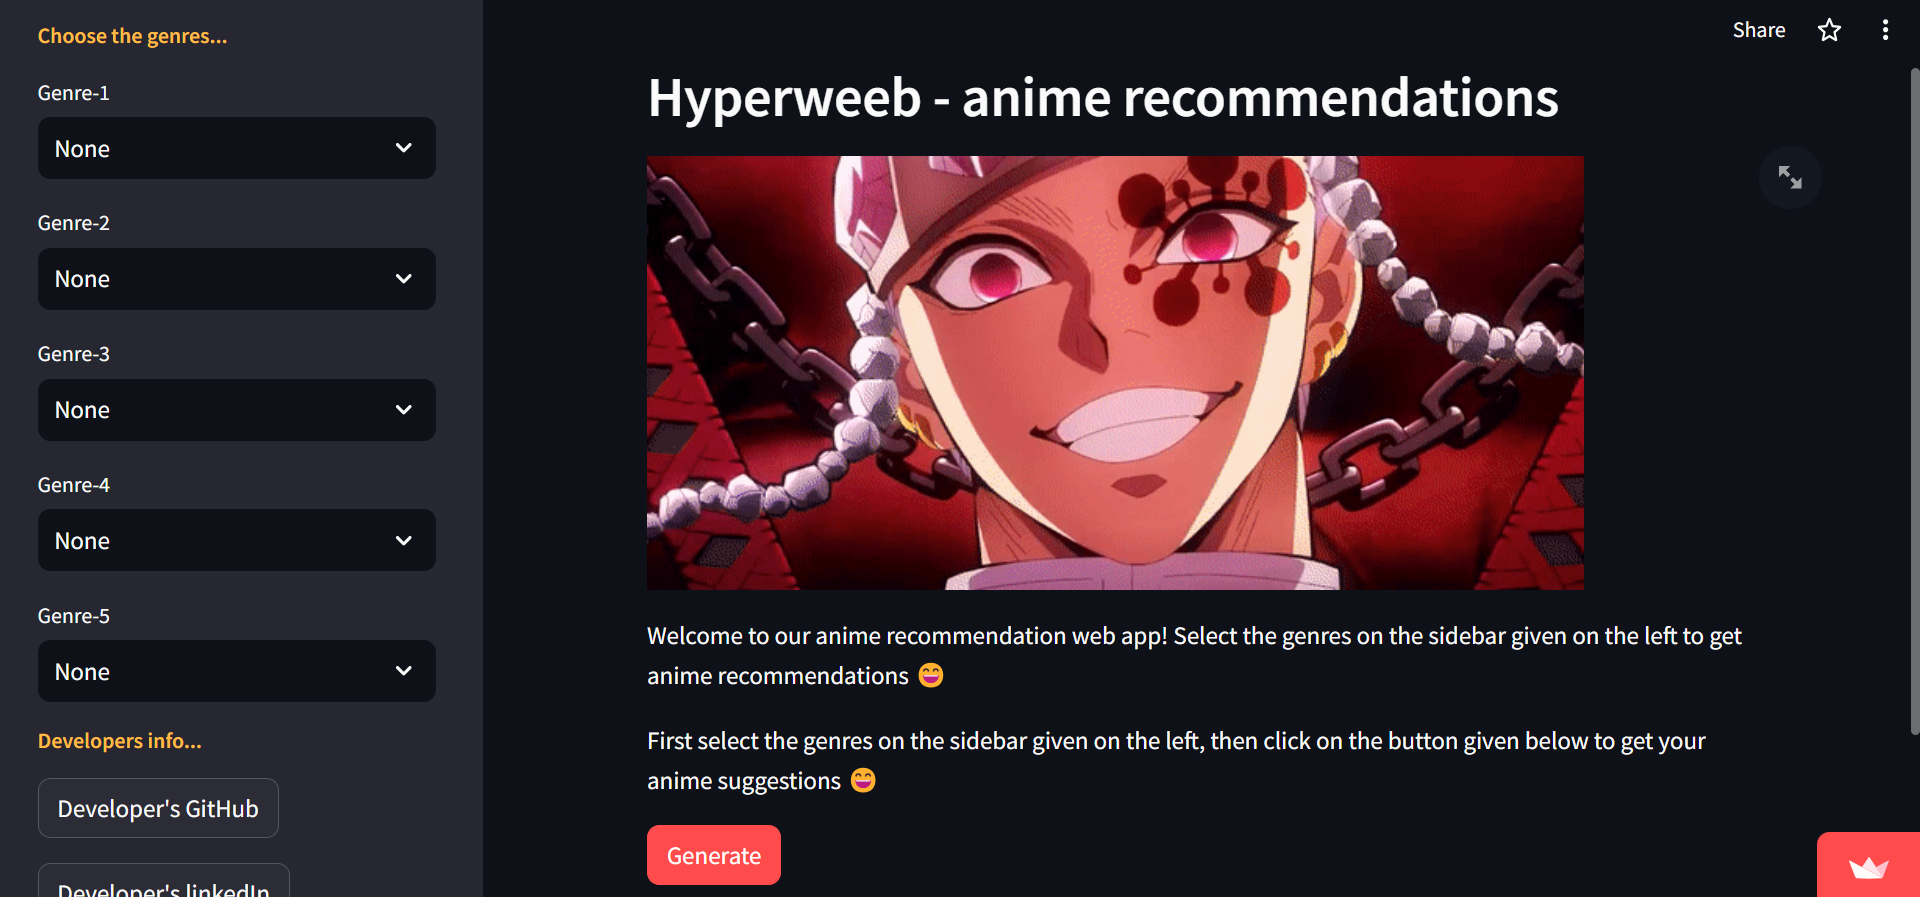 Choose the genres...
Genre-1
None
Genre-2
None
Genre-3
None
Genre-4
None
Genre-5
None
Developers info...
Developer's GitHub
Developer's linkedIn
Share
Hyperweeb - anime recommendations
Welcome to our anime recommendation web app! Select the genres on the sidebar given on the left to get
anime recommendations 😄
First select the genres on the sidebar given on the left, then click on the button given below to get your
anime suggestions 😄
Generate